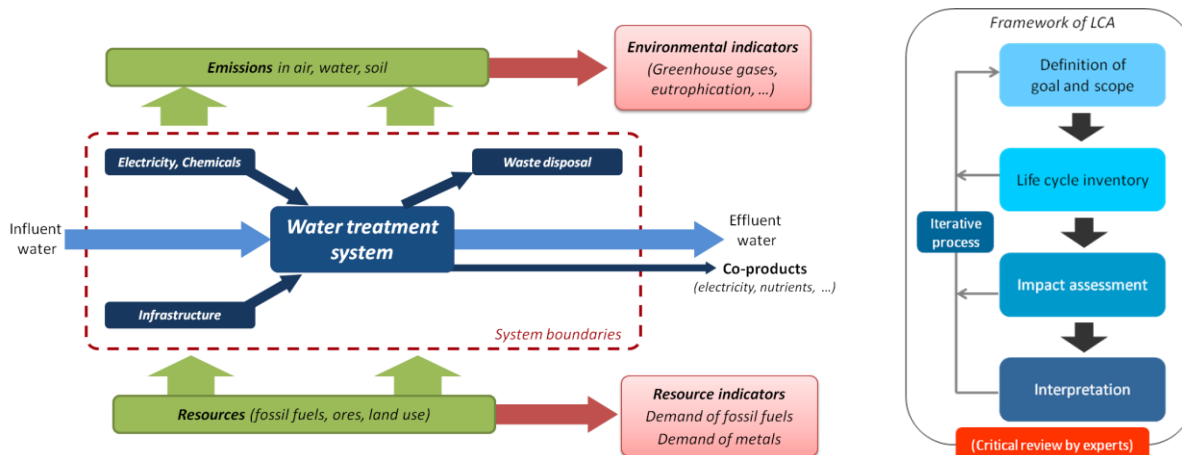 Emissions in air, water, soil
Environmental indicators
(Greenhouse gases,
eutrophication, ...)
Electricity, Chemicals
Waste disposal
Influent
water
Water treatment
system
Effluent
water
Co-products
(electricity, nutrients, ...)
Infrastructure
System boundaries
Resources (fossil fuels, ores, land use)
Resource indicators
Demand of fossil fuels
Demand of metals
Framework of LCA
Definition of
goal and scope
Life cycle inventory
Iterative
process
Impact assessment
Interpretation
(Critical review by experts)